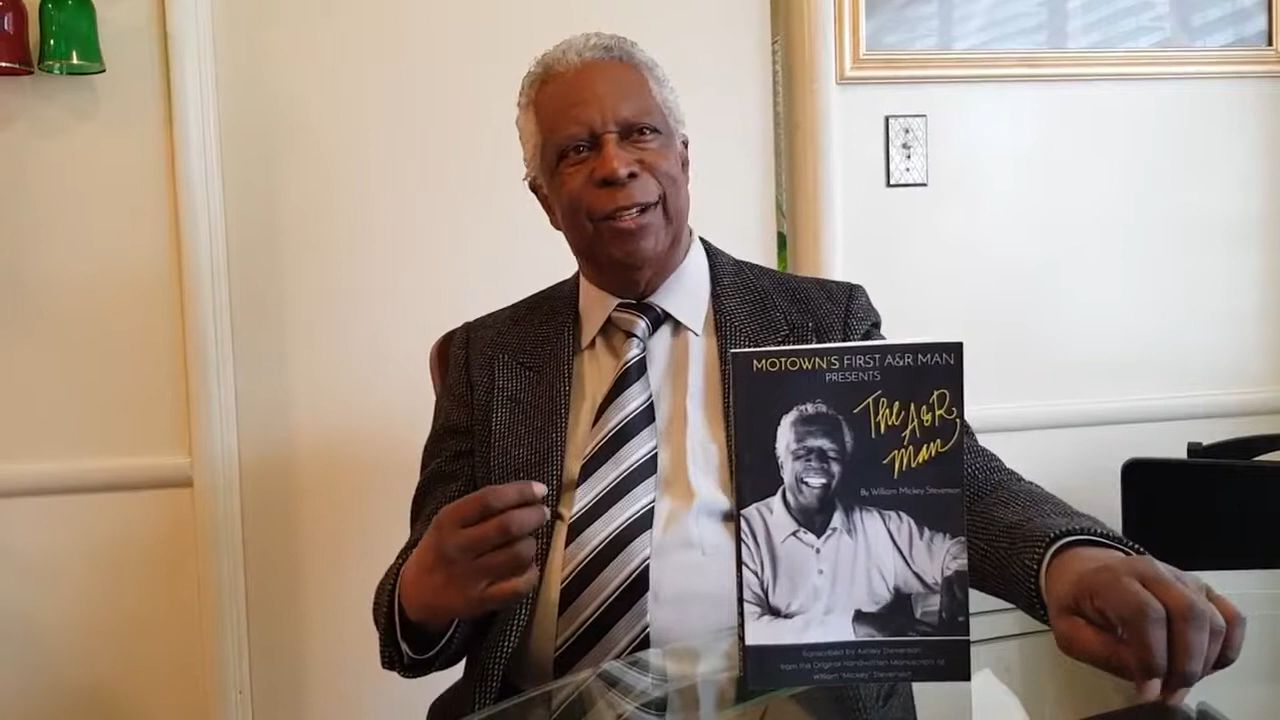 MOTOWN'S FIRST A&R MAN
PRESENTS
The A&R
Man
By William Mickey Stevenson
Transcribed by Ashley Stevenson
from the Original Handwritten Manuscripts of
William "Mickey" Stevenson